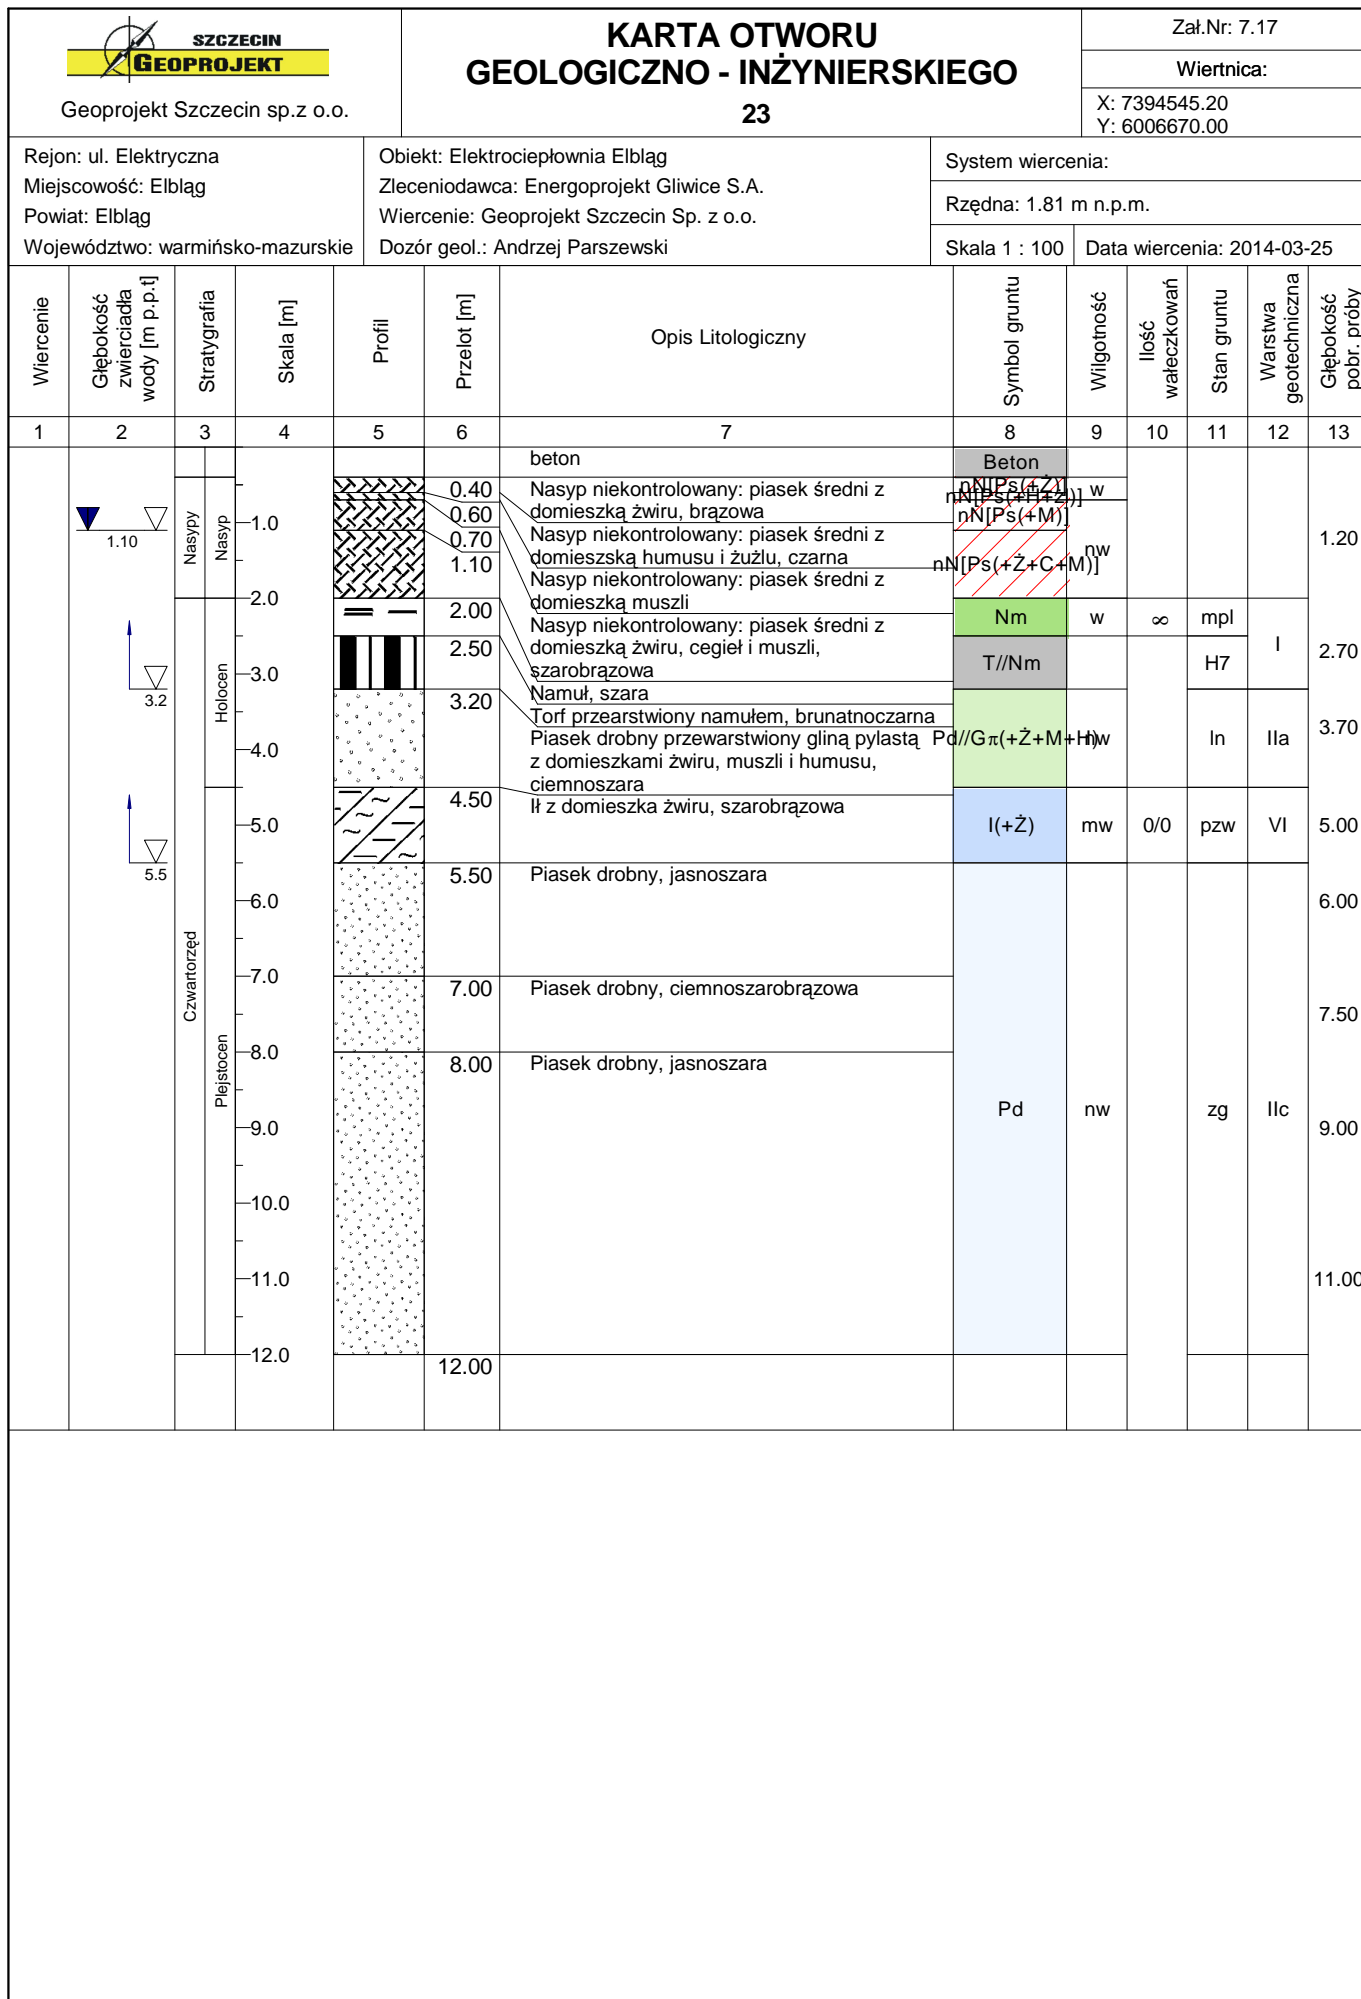 SZCZECIN
GEOPROJEKT
Geoprojekt Szczecin sp.z o.o.
KARTA OTWORU
GEOLOGICZNO - INŻYNIERSKIEGO
23
Zał.Nr: 7.17
Wiertnica:
X: 7394545.20
Y: 6006670.00
Rejon: ul. Elektryczna
Miejscowość: Elbląg
Powiat: Elbląg
Województwo: warmińsko-mazurskie
Obiekt: Elektrociepłownia Elbląg
Zleceniodawca: Energoprojekt Gliwice S.A.
Wiercenie: Geoprojekt Szczecin Sp. z o.o.
Dozór geol.: Andrzej Parszewski
System wiercenia:
Rzędna: 1.81 m n.p.m.
Skala 1 : 100
Data wiercenia: 2014-03-25
Wiercenie
Głębokość
zwierciadła
wody [m p.p.t]
Stratygrafia
Skala [m]
Profil
Przelot [m]
Opis Litologiczny
Symbol gruntu
Wilgotność
Ilość
wałeczkowań
Stan gruntu
Warstwa
geotechniczna
Głębokość
pobr. próby
1 2 3 4 5 6 7 8 9 10 11 12 13
1.10
3.2
5.5
Nasypy
Nasyp
Czwartorzęd
Holocen
Plejstocen
1.0
2.0
3.0
4.0
5.0
6.0
7.0
8.0
9.0
10.0
11.0
12.0
0.40
0.60
0.70
1.10
2.00
2.50
3.20
4.50
5.50
7.00
8.00
12.00
beton
Nasyp niekontrolowany: piasek średni z
domieszką żwiru, brązowa
Nasyp niekontrolowany: piasek średni z
domieszską humusu i żużlu, czarna
Nasyp niekontrolowany: piasek średni z
domieszką muszli
Nasyp niekontrolowany: piasek średni z
domieszką żwiru, cegieł i muszli,
szarobrązowa
Namuł, szara
Torf przearstwiony namułem, brunatnoczarna
Piasek drobny przewarstwiony gliną pylastą
z domieszkami żwiru, muszli i humusu,
ciemnoszara
Ił z domieszka żwiru, szarobrązowa
Piasek drobny, jasnoszara
Piasek drobny, ciemnoszarobrązowa
Piasek drobny, jasnoszara
Beton
nN[Ps(+M)]
nN[Ps(+Ż+C+M)]
Nm
T//Nm
Pd//Gπ(+Ż+M+H)
I(+Ż)
Pd
w
nw
w
nw
mw
nw
∞
0/0
mpl
H7
ln
pzw
zg
I
IIa
VI
IIc
1.20
2.70
3.70
5.00
6.00
7.50
9.00
11.00